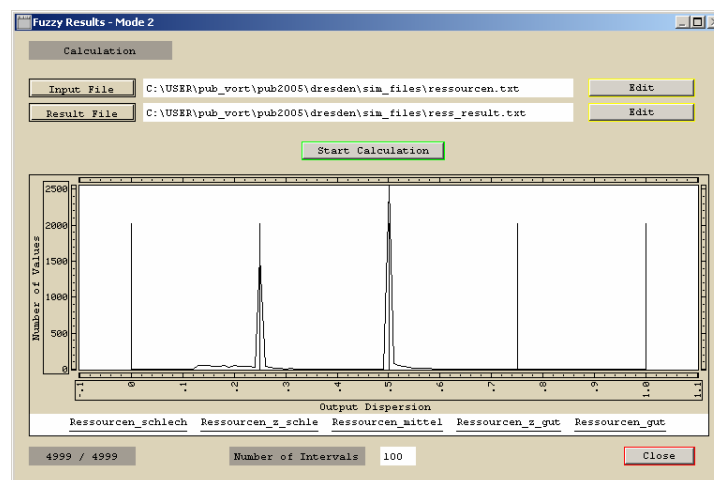 Fuzzy Results - Mode 2
Calculation
Input File C:\USER\pub_vort\pub2005\dresden\sim_files\ressourcen.txt Edit
Result File C:\USER\pub_vort\pub2005\dresden\sim_files\ress_result.txt Edit
Start Calculation
Number of Values
2500
2000
1500
1000
500
0
-.1 0 .1 .2 .3 .4 .5 .6 .7 .8 .9 1.0 1.1
Output Dispersion
Ressourcen_schlech Ressourcen_z_schle Ressourcen_mittel Ressourcen_z_gut Ressourcen_gut
4999 / 4999 Number of Intervals 100 Close